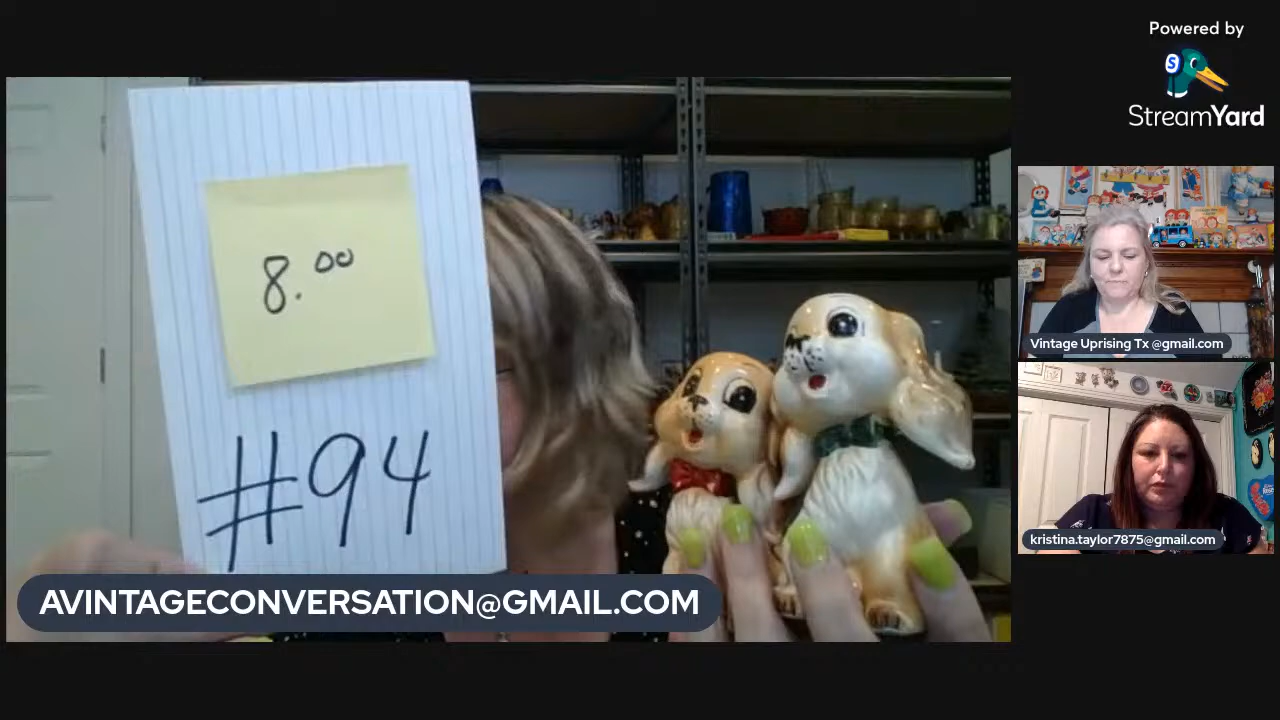 Powered by
StreamYard
8.00
#94
AVINTAGECONVERSATION@GMAIL.COM
Vintage Uprising Tx @gmail.com
kristina.taylor7875@gmail.com